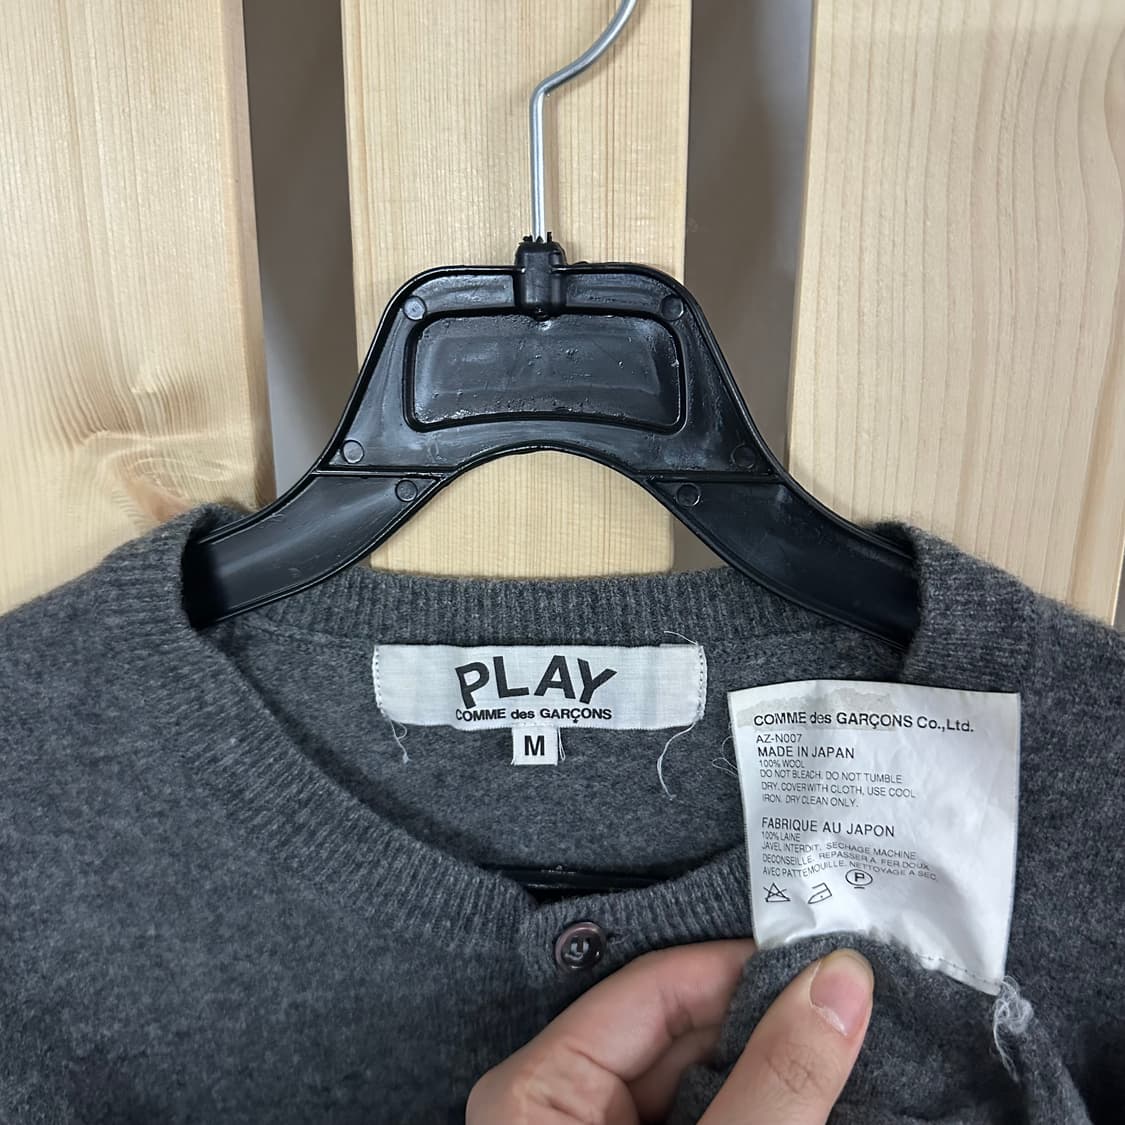 PLAY
COMME des GARÇONS
M
COMME des GARÇONS Co.,Ltd.
AZ-N007
MADE IN JAPAN
100% WOOL
DO NOT BLEACH. DO NOT TUMBLE
DRY. COVER WITH CLOTH, USE COOL
IRON. DRY CLEAN ONLY.
FABRIQUE AU JAPON
100% LAINE
JAVEL INTERDIT. SECHAGE MACHINE
DECONSEILLE. REPASSER A FER DOUX
AVEC PATTEMOUILLE. NETTOYAGE A SEC.
P